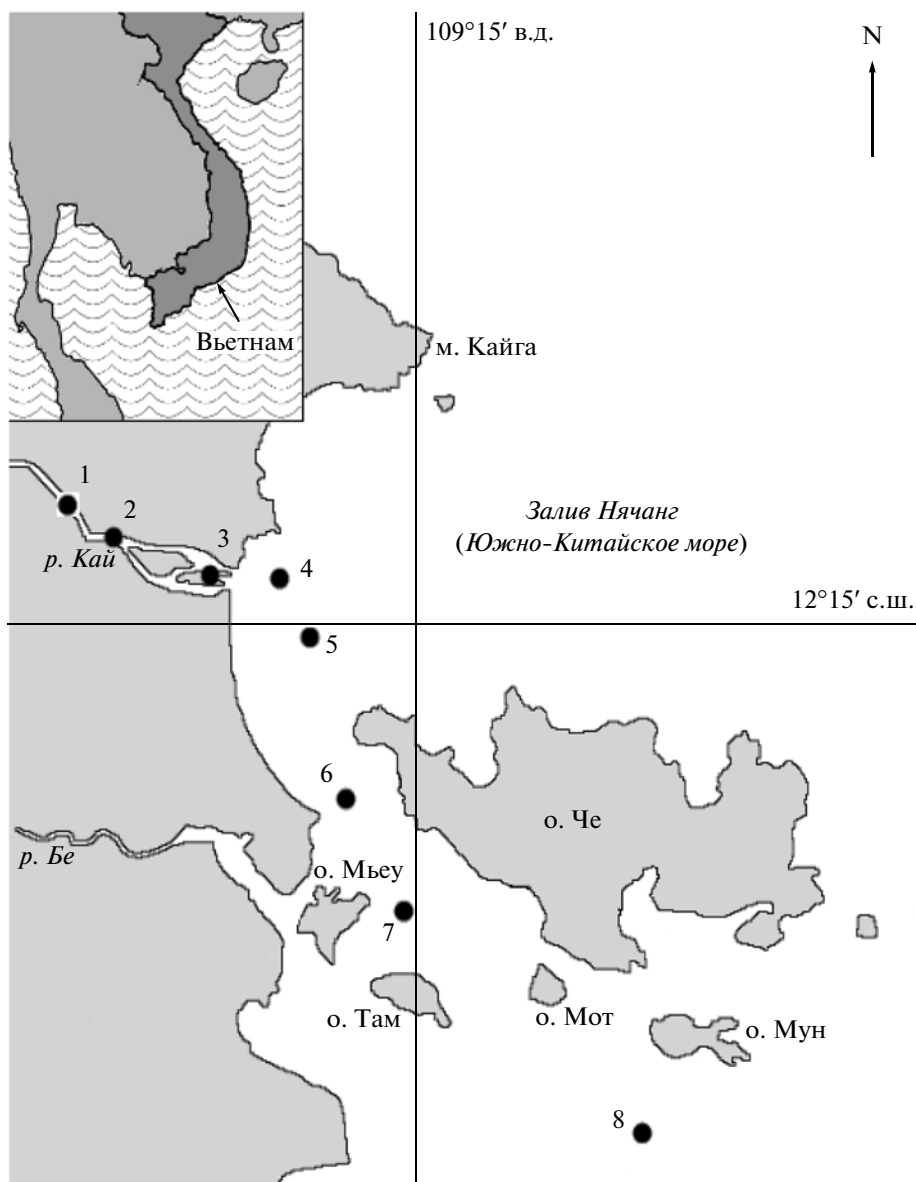 109°15′ в.д.
N
Вьетнам
м. Кайга
1
2
р. Кай
3
4
Залив Нячанг
(Южно-Китайское море)
12°15′ с.ш.
5
6
о. Че
р. Бе
о. Мьеу
7
о. Там
о. Мот
о. Мун
8